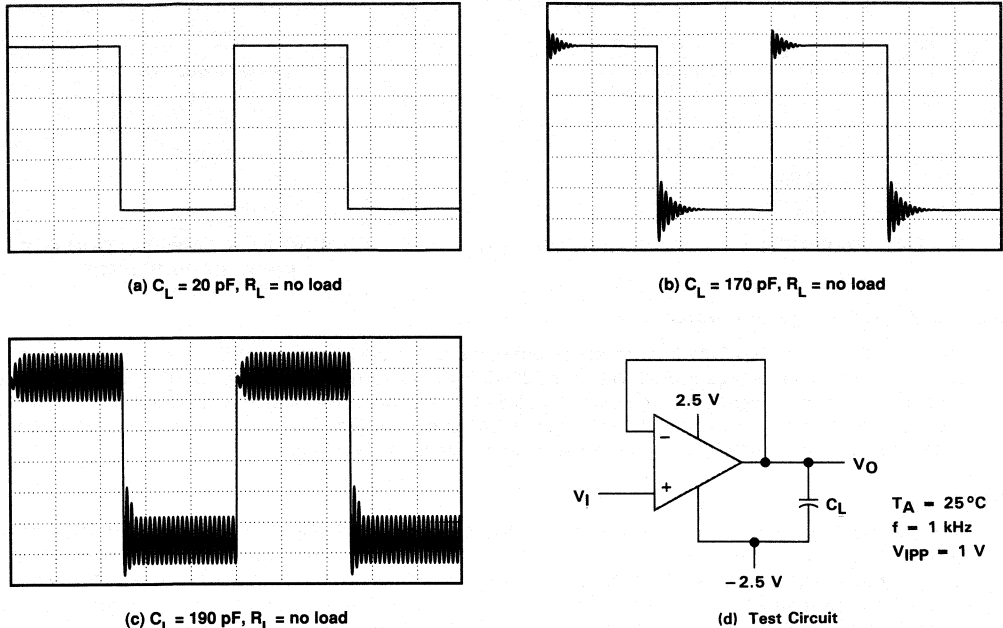 (a) CL = 20 pF, RL = no load
(b) CL = 170 pF, RL = no load
(c) CL = 190 pF, RL = no load
2.5 V
−
+
VI
VO
CL
−2.5 V
TA = 25°C
f = 1 kHz
VIPP = 1 V
(d) Test Circuit